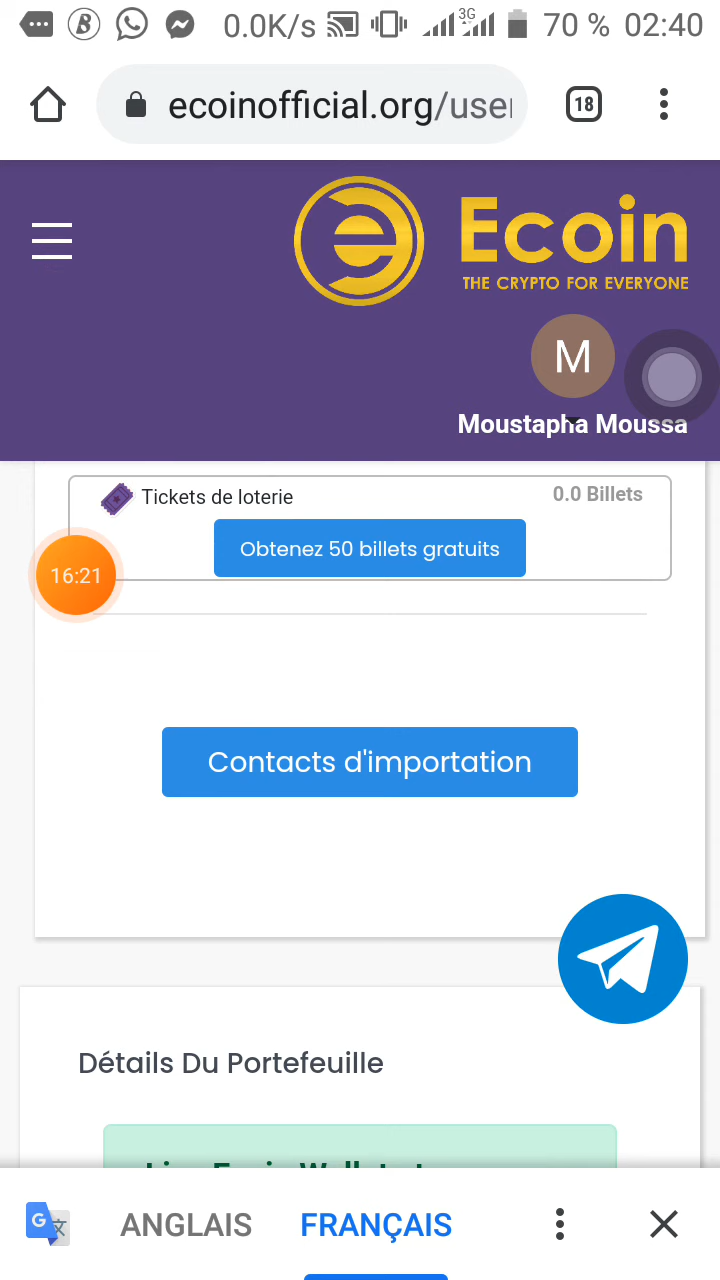 0.0K/s 3G 70 % 02:40
ecoinofficial.org/use
18
Ecoin
THE CRYPTO FOR EVERYONE
M
Moustapha Moussa
Tickets de loterie
0.0 Billets
Obtenez 50 billets gratuits
16:21
Contacts d'importation
Détails Du Portefeuille
ANGLAIS
FRANÇAIS